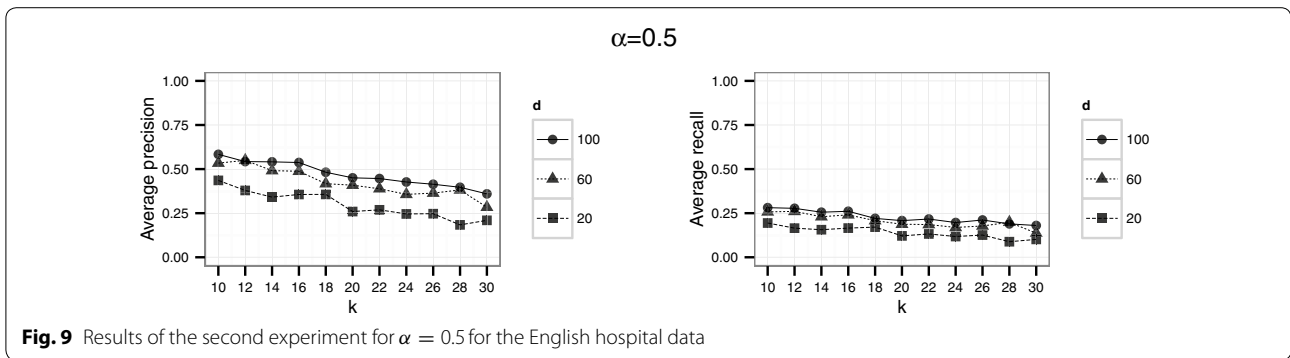 α=0.5
Average precision
1.00
0.75
0.50
0.25
0.00
10 12 14 16 18 20 22 24 26 28 30
k
d
100
60
20
Average recall
1.00
0.75
0.50
0.25
0.00
10 12 14 16 18 20 22 24 26 28 30
k
d
100
60
20
Fig. 9 Results of the second experiment for α = 0.5 for the English hospital data